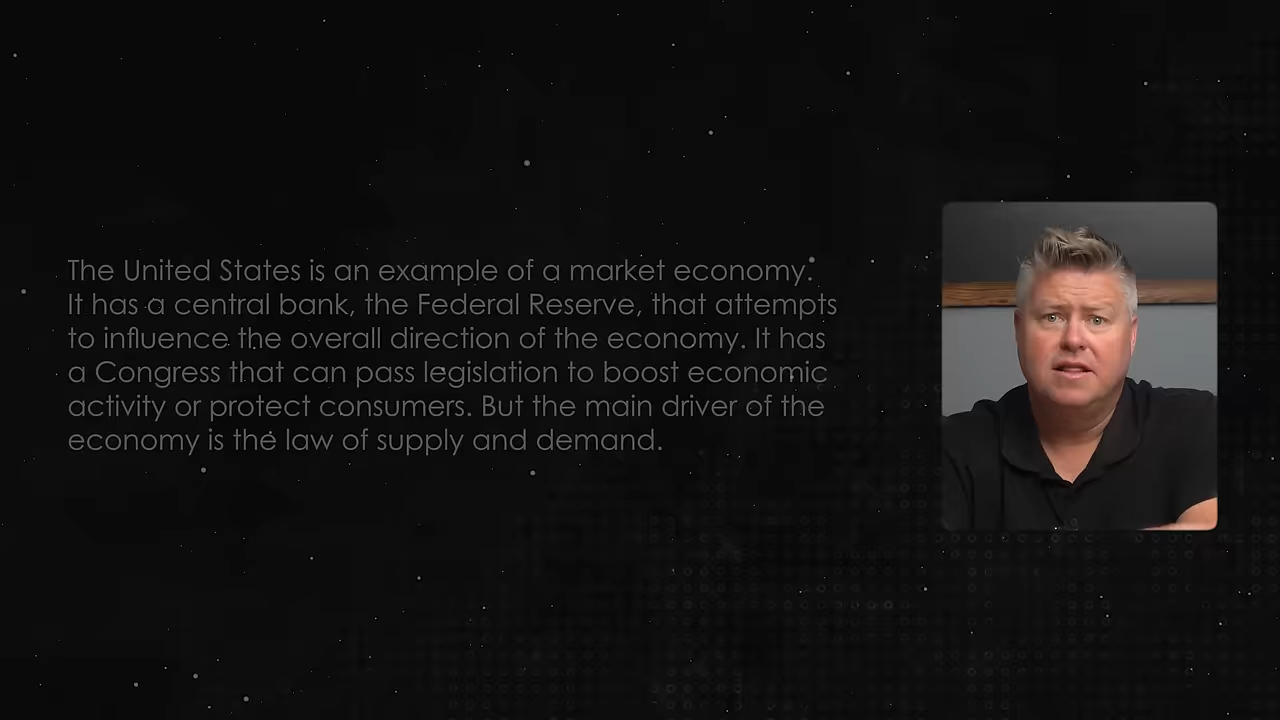 The United States is an example of a market economy.
It has a central bank, the Federal Reserve, that attempts
to influence the overall direction of the economy. It has
a Congress that can pass legislation to boost economic
activity or protect consumers. But the main driver of the
economy is the law of supply and demand.